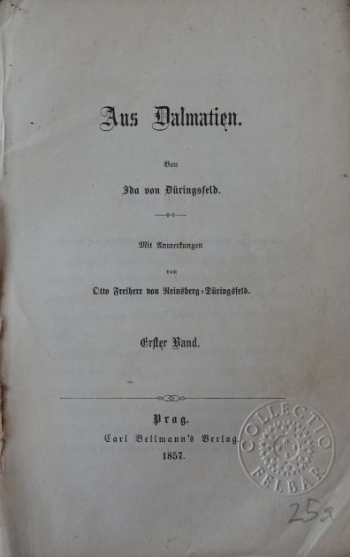 Aus Dalmatien.
Von
Ida von Düringsfeld.
Mit Anmerkungen
von
Otto Freiherr von Reinsberg-Düringsfeld.
Erster Band.
Prag.
Carl Bellmann's Verlag.
1857.
COLLECTIO FELBAR
25a